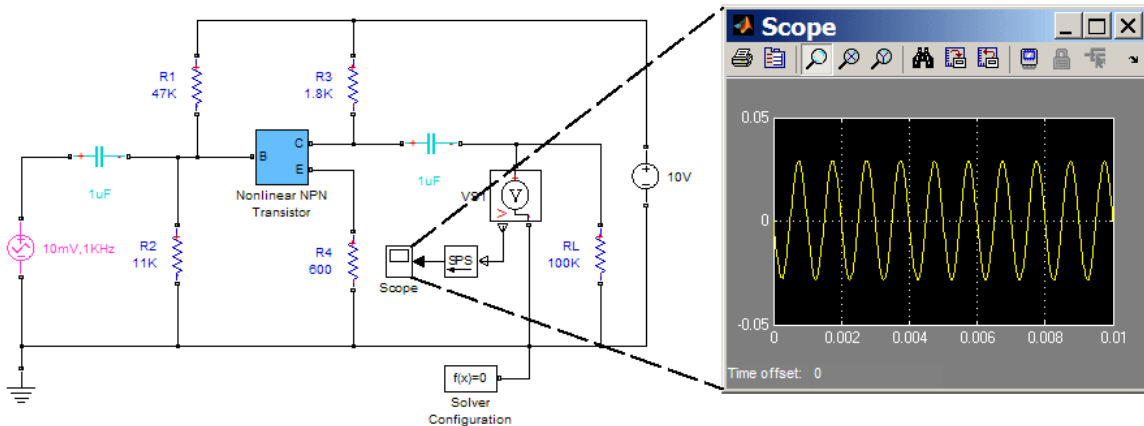 R1
47K
R3
1.8K
B
C
E
Nonlinear NPN
Transistor
1uF
1uF
10mV,1KHz
R2
11K
R4
600
VS1
V
SPS
Scope
RL
100K
10V
f(x)=0
Solver
Configuration
Scope
0.05
0
-0.05
0
0.002
0.004
0.006
0.008
0.01
Time offset: 0